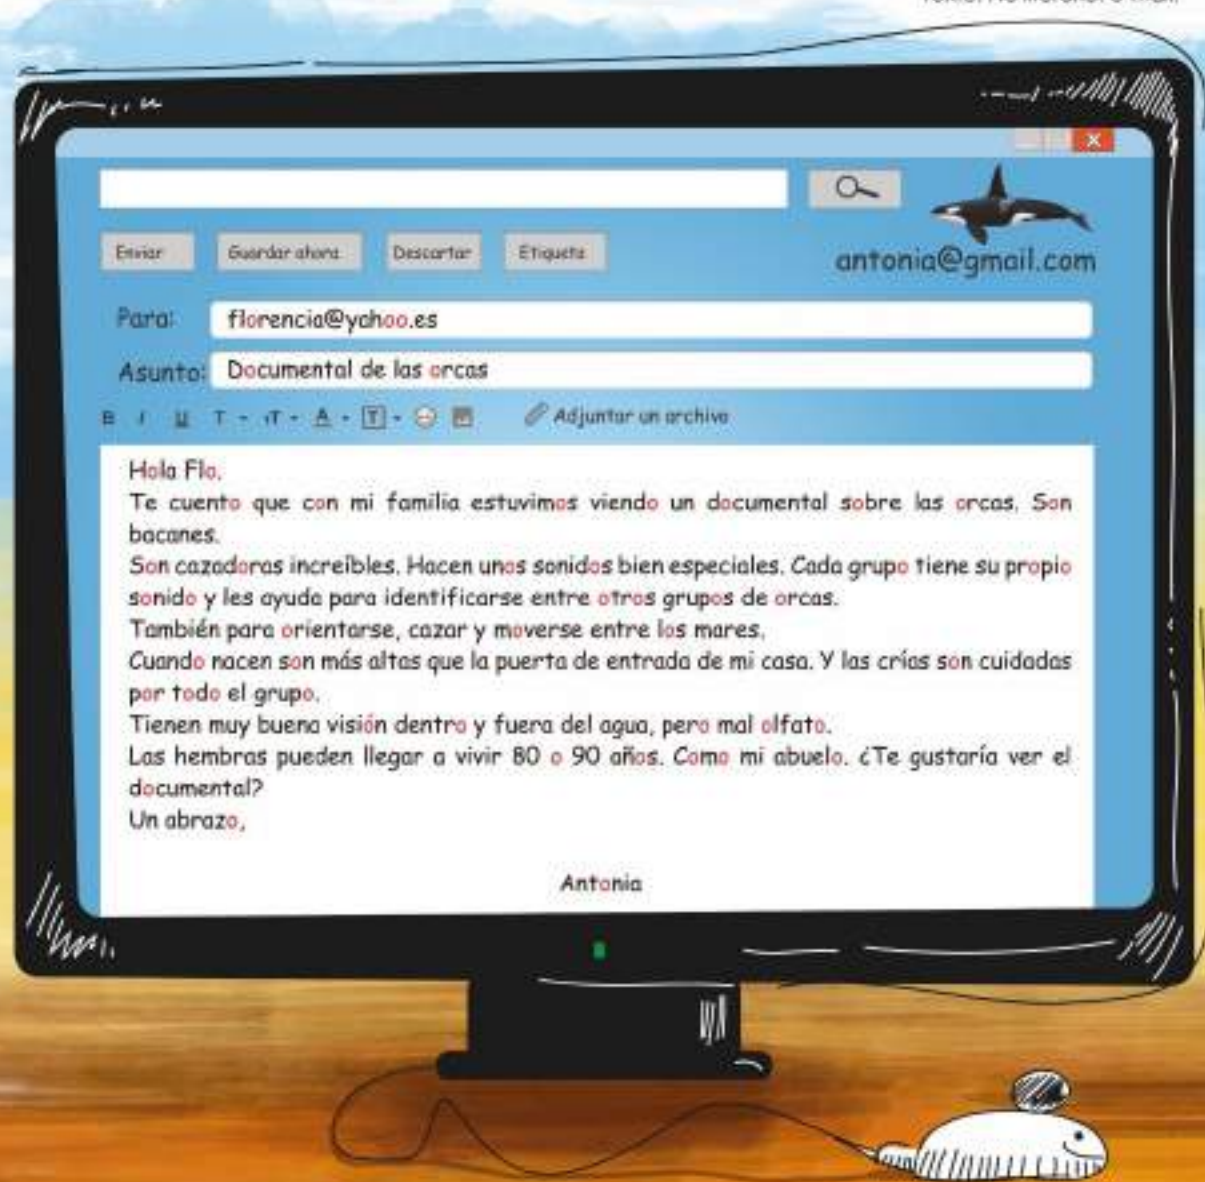 antonia@gmail.com
Enviar Guardar ahora Descartar Etiqueta
Para: florencia@yahoo.es
Asunto: Documental de las orcas
B I U T T A T Adjuntar un archivo
Hola Flo.
Te cuento que con mi familia estuvimos viendo un documental sobre las orcas. Son
bacanes.
Son cazadoras increíbles. Hacen unos sonidos bien especiales. Cada grupo tiene su propio
sonido y les ayuda para identificarse entre otros grupos de orcas.
También para orientarse, cazar y moverse entre los mares.
Cuando nacen son más altas que la puerta de entrada de mi casa. Y las crías son cuidadas
por todo el grupo.
Tienen muy buena visión dentro y fuera del agua, pero mal olfato.
Las hembras pueden llegar a vivir 80 o 90 años. Como mi abuelo. ¿Te gustaría ver el
documental?
Un abrazo,
Antonia